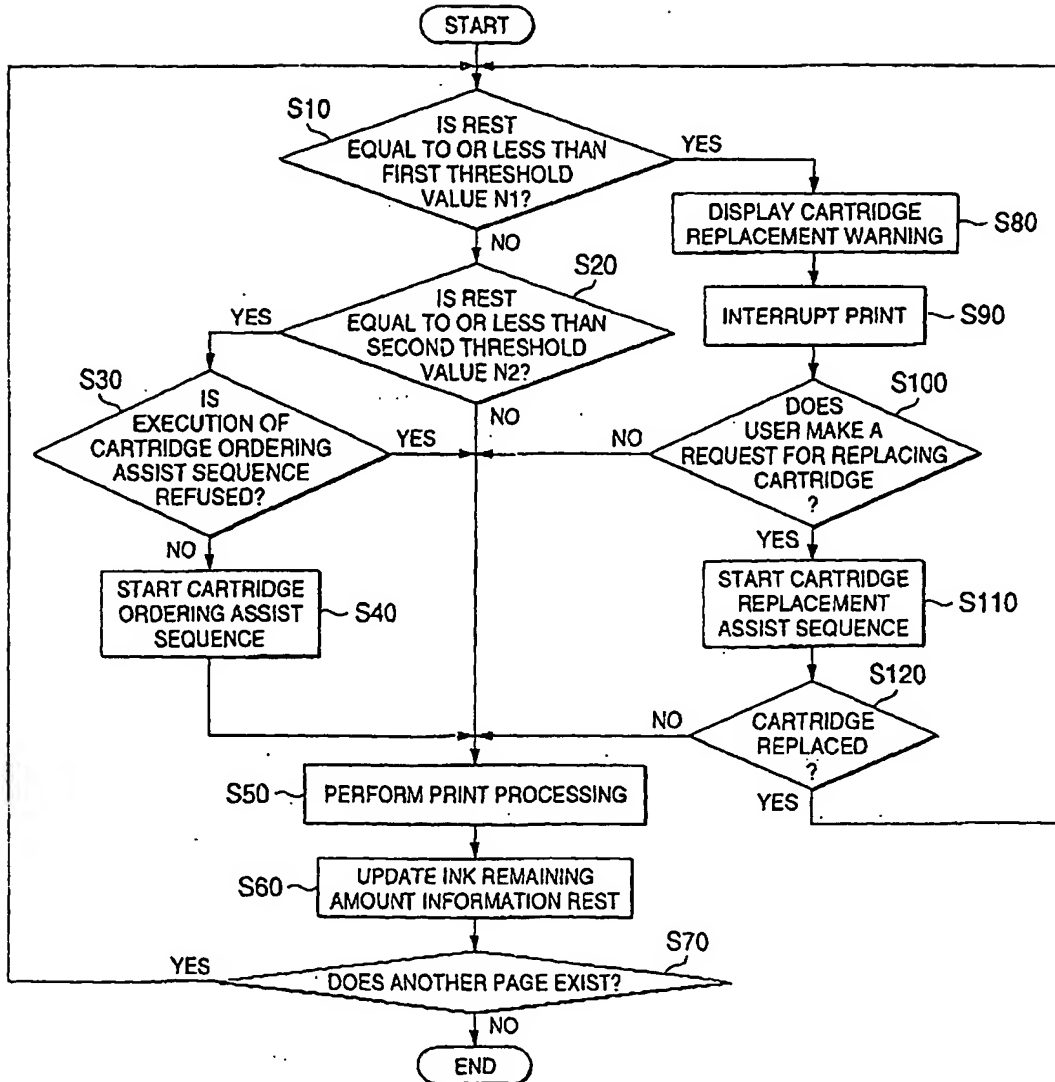 START
S10
IS REST
EQUAL TO OR LESS THAN
FIRST THRESHOLD
VALUE N1?
YES
NO
DISPLAY CARTRIDGE
REPLACEMENT WARNING
S80
S20
IS REST
EQUAL TO OR LESS THAN
SECOND THRESHOLD
VALUE N2?
YES
NO
INTERRUPT PRINT
S90
S30
IS
EXECUTION OF
CARTRIDGE ORDERING
ASSIST SEQUENCE
REFUSED?
YES
NO
S100
DOES
USER MAKE A
REQUEST FOR REPLACING
CARTRIDGE
?
NO
YES
START CARTRIDGE
ORDERING ASSIST
SEQUENCE
S40
START CARTRIDGE
REPLACEMENT
ASSIST SEQUENCE
S110
S120
CARTRIDGE
REPLACED
?
NO
YES
S50
PERFORM PRINT PROCESSING
S60
UPDATE INK REMAINING
AMOUNT INFORMATION REST
S70
DOES ANOTHER PAGE EXIST?
YES
NO
END